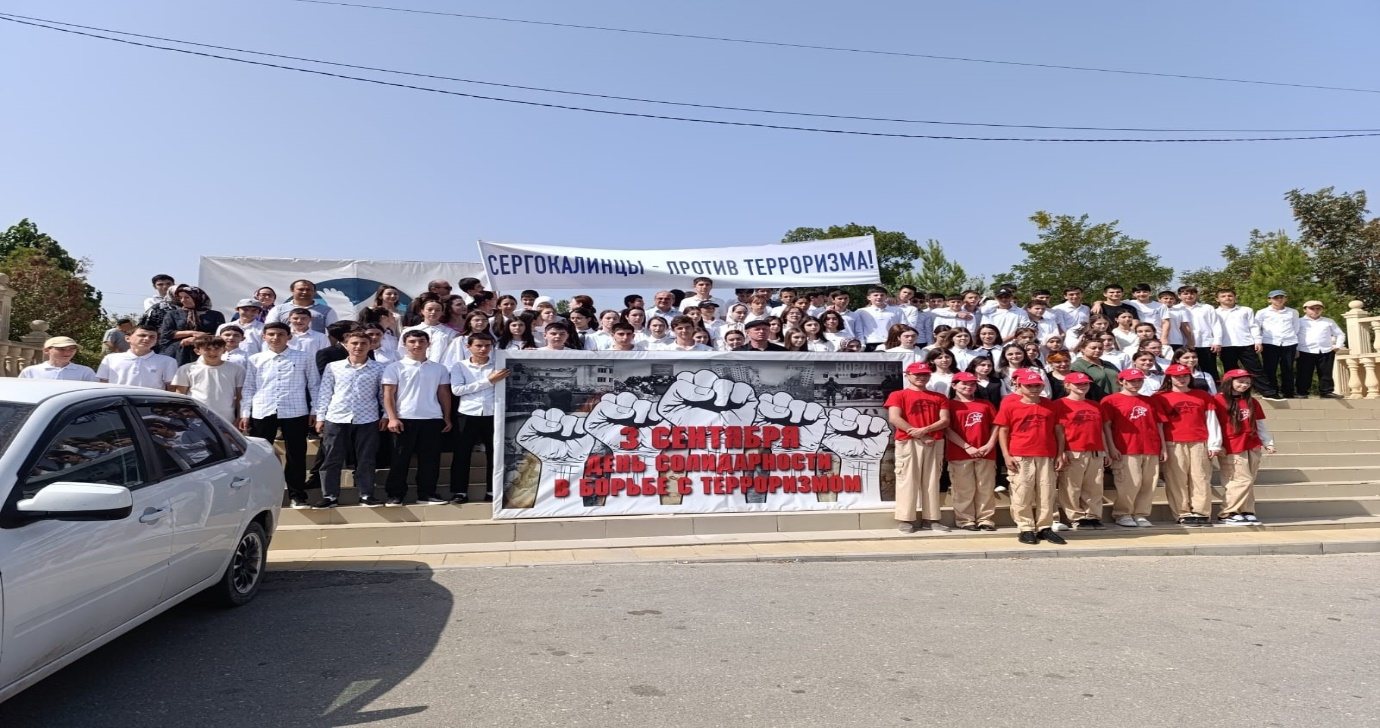 СЕРГОКАЛИНЦЫ - ПРОТИВ ТЕРРОРИЗМА!
3 СЕНТЯБРЯ
ДЕНЬ СОЛИДАРНОСТИ
В БОРЬБЕ С ТЕРРОРИЗМОМ